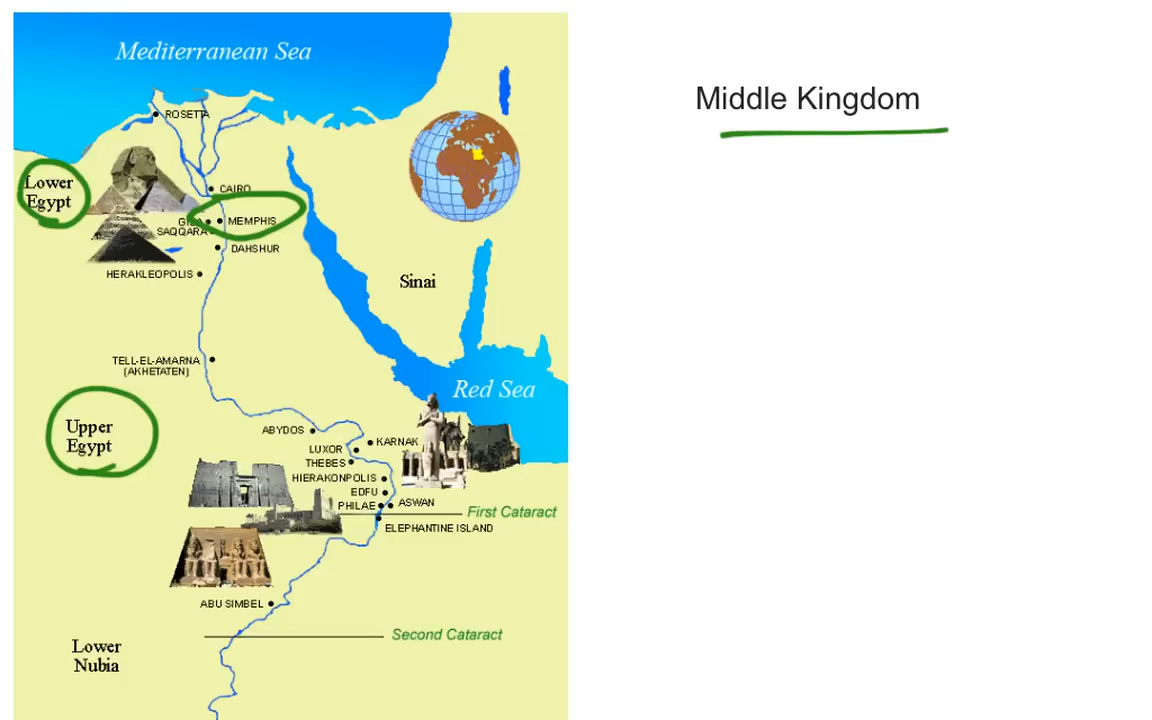 Mediterranean Sea
Middle Kingdom
ROSETTA
Lower
Egypt
CAIRO
GIZA
MEMPHIS
SAQQARA
DAHSHUR
HERAKLEOPOLIS
Sinai
TELL-EL-AMARNA
(AKHETATEN)
Red Sea
Upper
Egypt
ABYDOS
KARNAK
LUXOR
THEBES
HIERAKONPOLIS
EDFU
PHILAE
ASWAN
First Cataract
ELEPHANTINE ISLAND
ABU SIMBEL
Second Cataract
Lower
Nubia